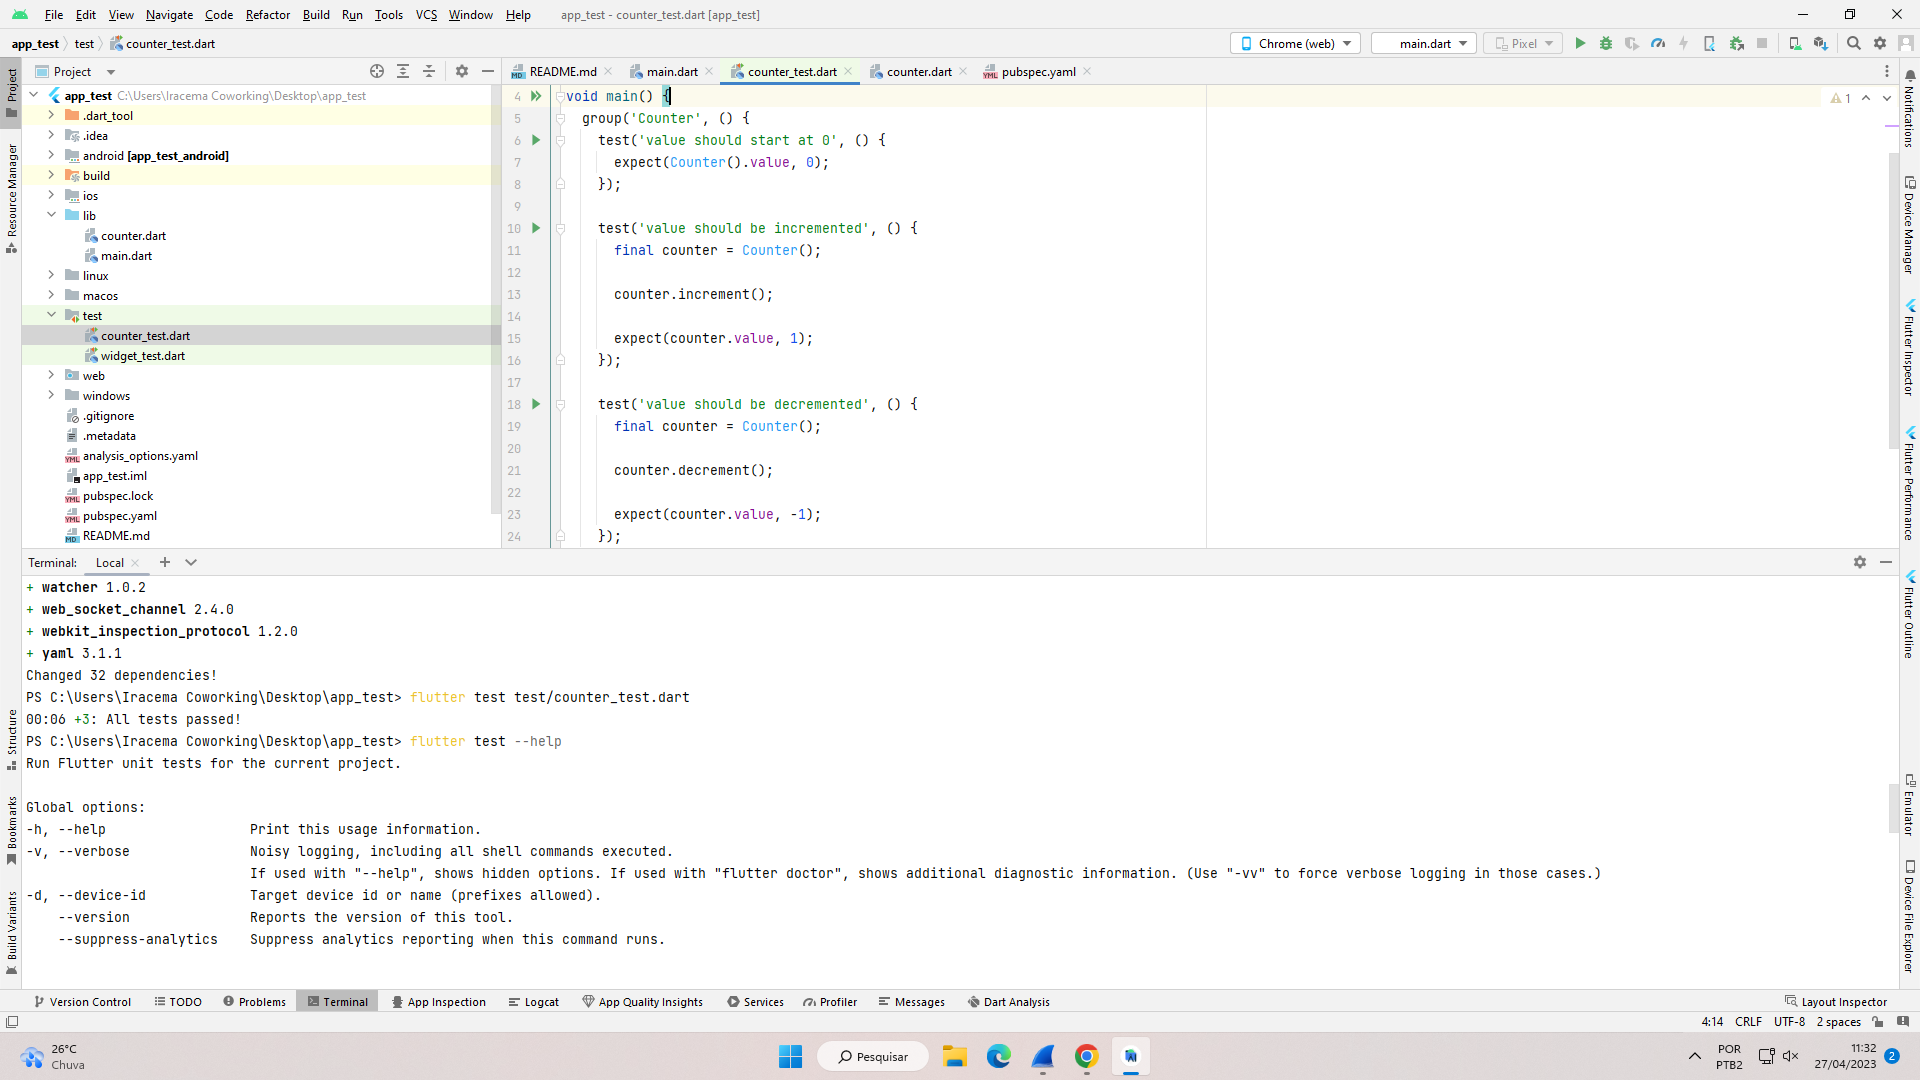 File Edit View Navigate Code Refactor Build Run Tools VCS Window Help app_test - counter_test.dart [app_test]
app_test test counter_test.dart Chrome (web) main.dart Pixel
Project README.md main.dart counter_test.dart counter.dart pubspec.yaml
Project
Resource Manager
Structure
Bookmarks
Build Variants
app_test C:\Users\Iracema Coworking\Desktop\app_test
.dart_tool
.idea
android [app_test_android]
build
ios
lib
counter.dart
main.dart
linux
macos
test
counter_test.dart
widget_test.dart
web
windows
.gitignore
.metadata
analysis_options.yaml
app_test.iml
pubspec.lock
pubspec.yaml
README.md
4 void main() { 1
5 group('Counter', () {
6 test('value should start at 0', () {
7 expect(Counter().value, 0);
8 });
9
10 test('value should be incremented', () {
11 final counter = Counter();
12
13 counter.increment();
14
15 expect(counter.value, 1);
16 });
17
18 test('value should be decremented', () {
19 final counter = Counter();
20
21 counter.decrement();
22
23 expect(counter.value, -1);
24 });
Notifications
Device Manager
Flutter Inspector
Flutter Performance
Flutter Outline
Emulator
Device File Explorer
Terminal: Local
+ watcher 1.0.2
+ web_socket_channel 2.4.0
+ webkit_inspection_protocol 1.2.0
+ yaml 3.1.1
Changed 32 dependencies!
PS C:\Users\Iracema Coworking\Desktop\app_test> flutter test test/counter_test.dart
00:06 +3: All tests passed!
PS C:\Users\Iracema Coworking\Desktop\app_test> flutter test --help
Run Flutter unit tests for the current project.
Global options:
-h, --help Print this usage information.
-v, --verbose Noisy logging, including all shell commands executed.
If used with "--help", shows hidden options. If used with "flutter doctor", shows additional diagnostic information. (Use "-vv" to force verbose logging in those cases.)
-d, --device-id Target device id or name (prefixes allowed).
--version Reports the version of this tool.
--suppress-analytics Suppress analytics reporting when this command runs.
Version Control TODO Problems Terminal App Inspection Logcat App Quality Insights Services Profiler Messages Dart Analysis Layout Inspector
4:14 CRLF UTF-8 2 spaces
26°C
Chuva
Pesquisar
POR
PTB2
11:32
27/04/2023
2